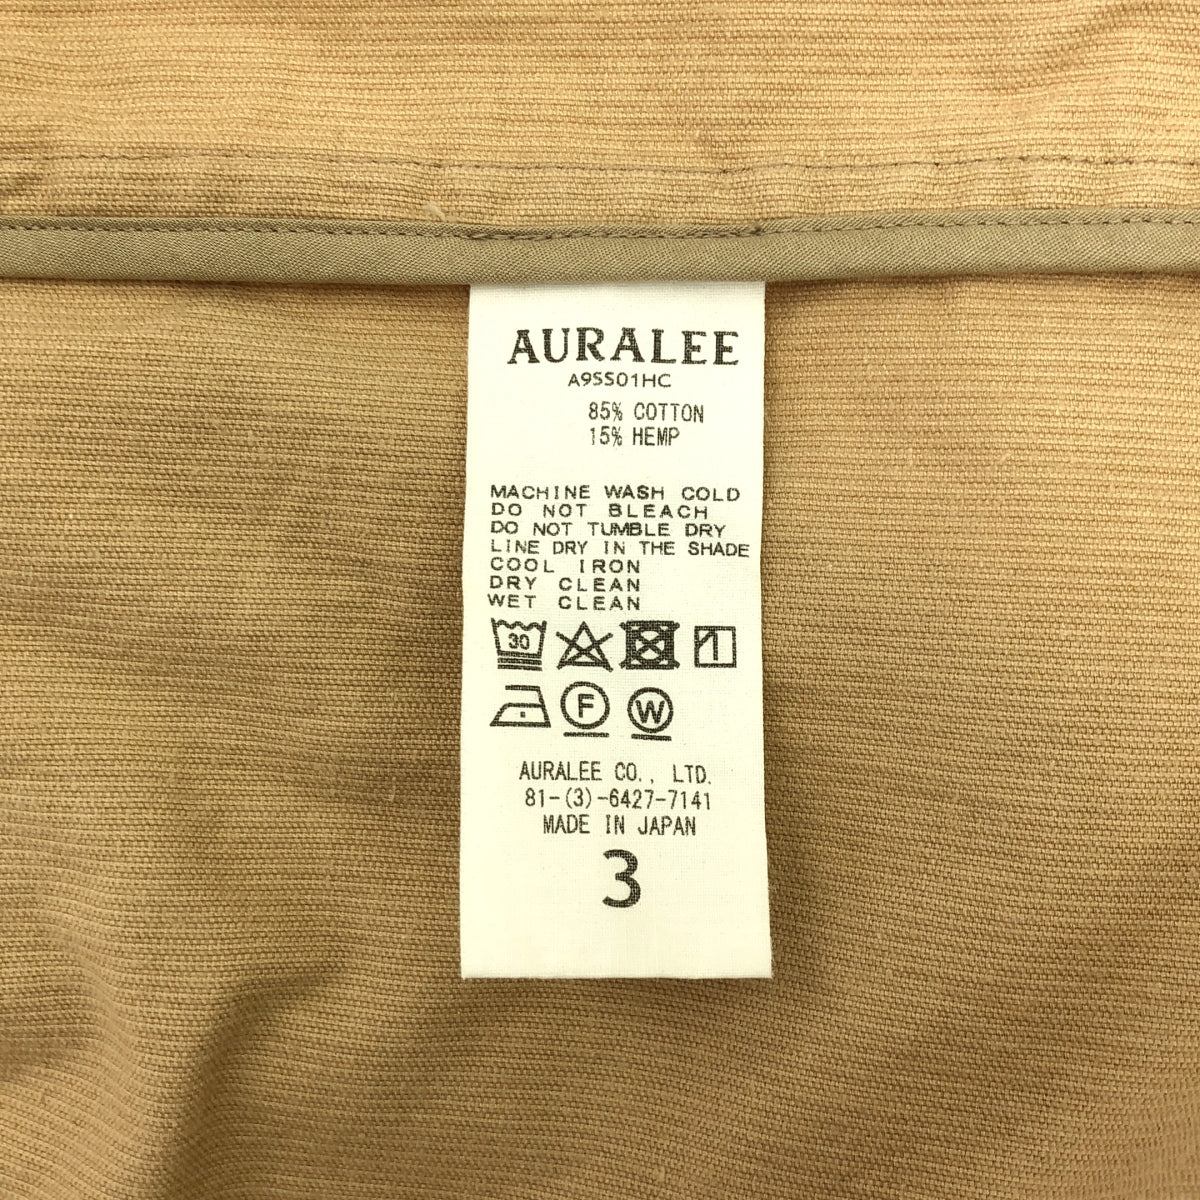 AURALEE
A9SS01HC
85% COTTON
15% HEMP
MACHINE WASH COLD
DO NOT BLEACH
DO NOT TUMBLE DRY
LINE DRY IN THE SHADE
COOL IRON
DRY CLEAN
WET CLEAN
30
F W
AURALEE CO., LTD.
81-(3)-6427-7141
MADE IN JAPAN
3